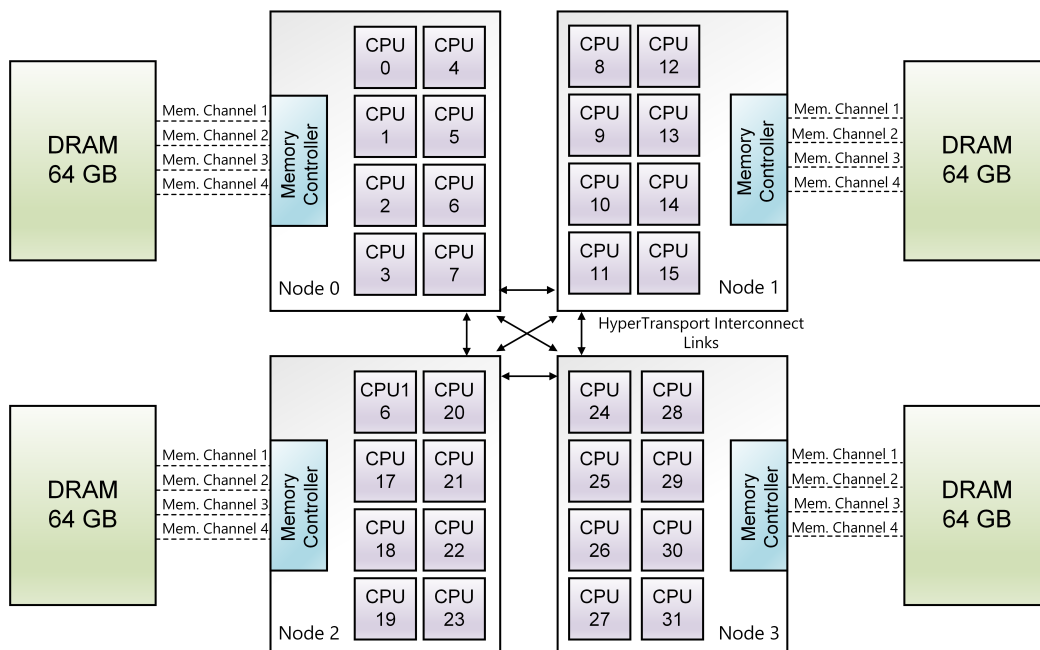 DRAM
64 GB
Mem. Channel 1
Mem. Channel 2
Mem. Channel 3
Mem. Channel 4
Memory
Controller
CPU
0
CPU
4
CPU
1
CPU
5
CPU
2
CPU
6
CPU
3
CPU
7
Node 0
CPU
8
CPU
12
CPU
9
CPU
13
CPU
10
CPU
14
CPU
11
CPU
15
Node 1
Memory
Controller
Mem. Channel 1
Mem. Channel 2
Mem. Channel 3
Mem. Channel 4
DRAM
64 GB
HyperTransport Interconnect
Links
DRAM
64 GB
Mem. Channel 1
Mem. Channel 2
Mem. Channel 3
Mem. Channel 4
Memory
Controller
CPU1
6
CPU
20
CPU
17
CPU
21
CPU
18
CPU
22
CPU
19
CPU
23
Node 2
CPU
24
CPU
28
CPU
25
CPU
29
CPU
26
CPU
30
CPU
27
CPU
31
Node 3
Memory
Controller
Mem. Channel 1
Mem. Channel 2
Mem. Channel 3
Mem. Channel 4
DRAM
64 GB